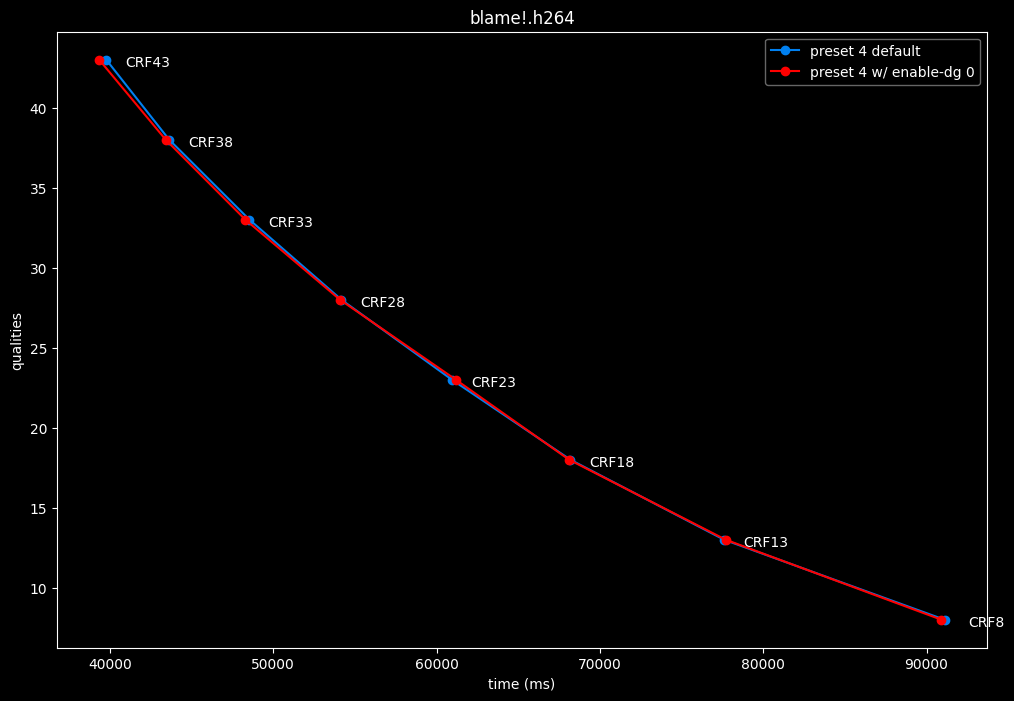 blame!.h264
preset 4 default
preset 4 w/ enable-dg 0
CRF43
CRF38
CRF33
CRF28
CRF23
CRF18
CRF13
CRF8
qualities
40
35
30
25
20
15
10
40000 50000 60000 70000 80000 90000
time (ms)